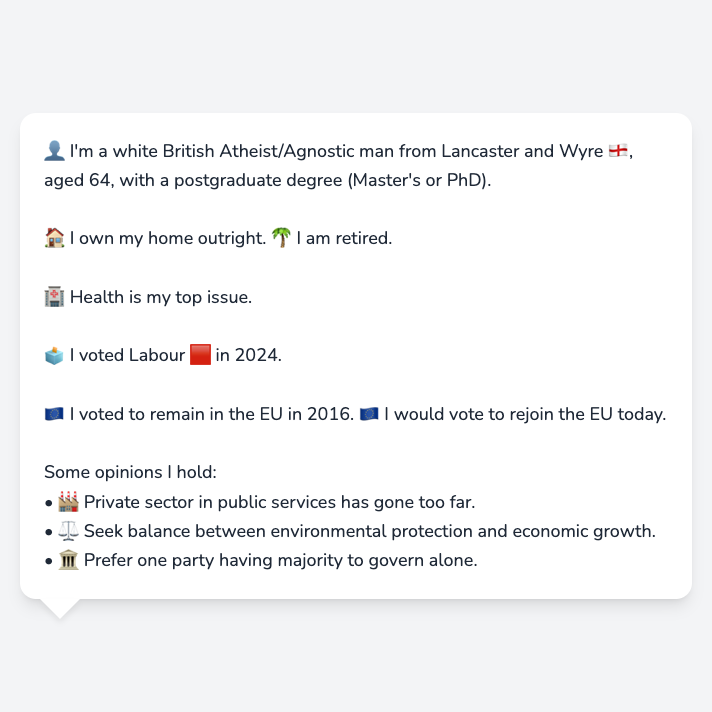 👤 I'm a white British Atheist/Agnostic man from Lancaster and Wyre 🏴󠁧󠁢󠁥󠁮󠁧󠁿,
aged 64, with a postgraduate degree (Master's or PhD).
🏠 I own my home outright. 🌴 I am retired.
🏥 Health is my top issue.
🗳️ I voted Labour 🟥 in 2024.
🇪🇺 I voted to remain in the EU in 2016. 🇪🇺 I would vote to rejoin the EU today.
Some opinions I hold:
• 🏭 Private sector in public services has gone too far.
• ⚖️ Seek balance between environmental protection and economic growth.
• 🏛️ Prefer one party having majority to govern alone.